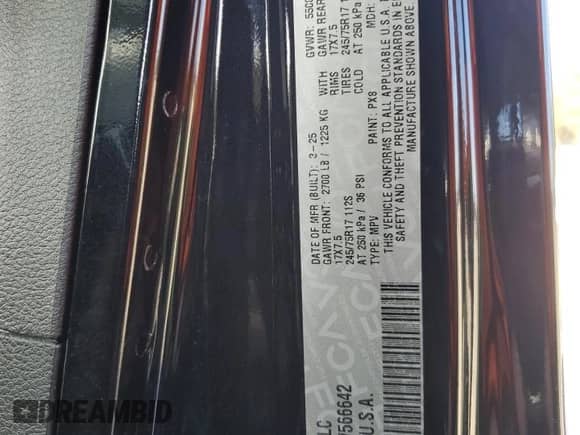 LC
DATE OF MFR (BUILT): 3-25
GVWR: 550
GAWR FRONT: 2700 LB / 1225 KG WITH
GAWR REAR
17X7.5 RIMS
17X7.5
245/75R17 112S TIRES
245/75R17
AT 250 kPa / 36 PSI COLD
AT 250 kPa
TYPE: MPV PAINT: PX8 MDH:
THIS VEHICLE CONFORMS TO ALL APPLICABLE U.S.A.
SAFETY AND THEFT PREVENTION STANDARDS IN E
MANUFACTURE SHOWN ABOVE
566642
U.S.A.
DREAMBID